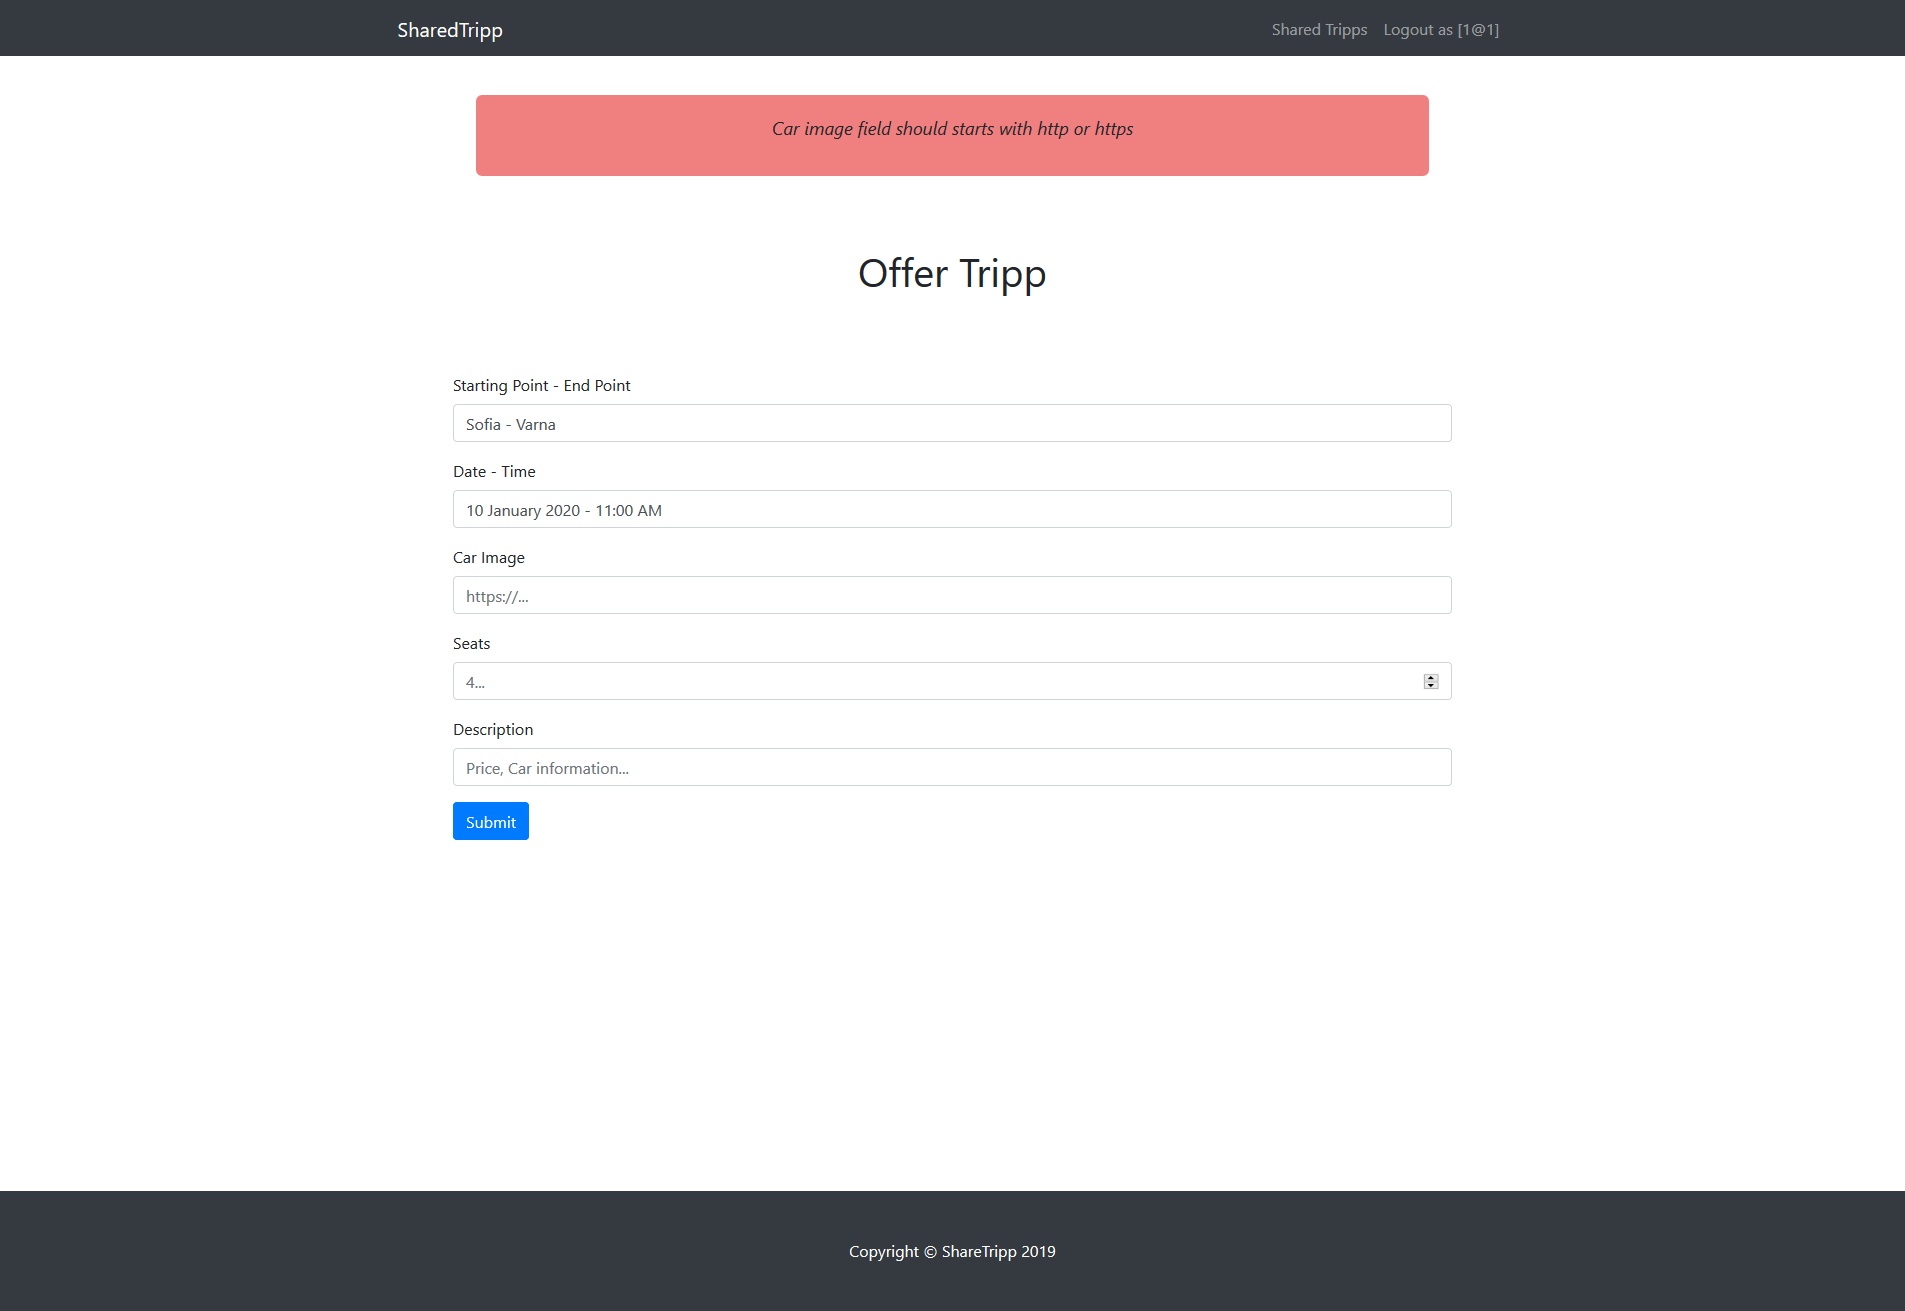 SharedTripp
Shared Tripps
Logout as [1@1]
Car image field should starts with http or https
Offer Tripp
Starting Point - End Point
Sofia - Varna
Date - Time
10 January 2020 - 11:00 AM
Car Image
https://...
Seats
4...
Description
Price, Car information...
Submit
Copyright © ShareTripp 2019